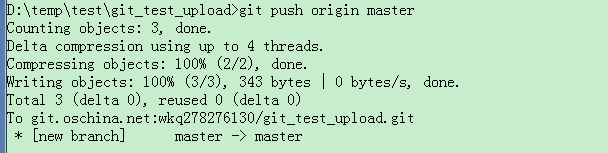 D:\temp\test\git_test_upload>git push origin master
Counting objects: 3, done.
Delta compression using up to 4 threads.
Compressing objects: 100% (2/2), done.
Writing objects: 100% (3/3), 343 bytes | 0 bytes/s, done.
Total 3 (delta 0), reused 0 (delta 0)
To git.oschina.net:wkq278276130/git_test_upload.git
 * [new branch]      master -> master